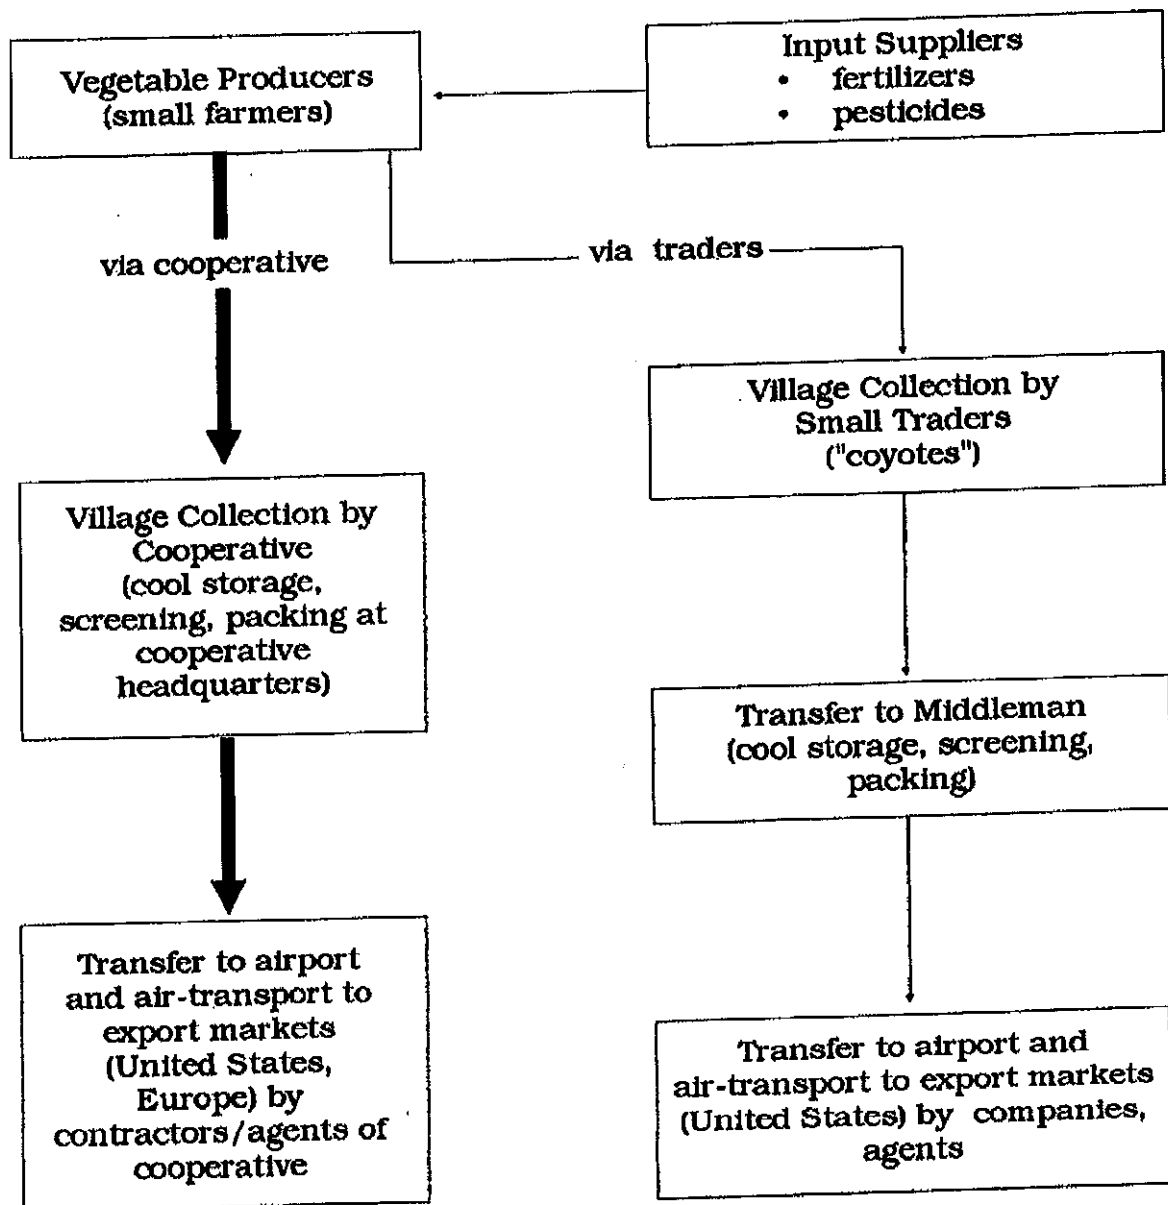 Vegetable Producers
(small farmers)
Input Suppliers
• fertilizers
• pesticides
via cooperative
via traders
Village Collection by
Small Traders
("coyotes")
Village Collection by
Cooperative
(cool storage,
screening, packing at
cooperative
headquarters)
Transfer to Middleman
(cool storage, screening,
packing)
Transfer to airport
and air-transport to
export markets
(United States,
Europe) by
contractors/agents of
cooperative
Transfer to airport and
air-transport to export markets
(United States) by companies,
agents